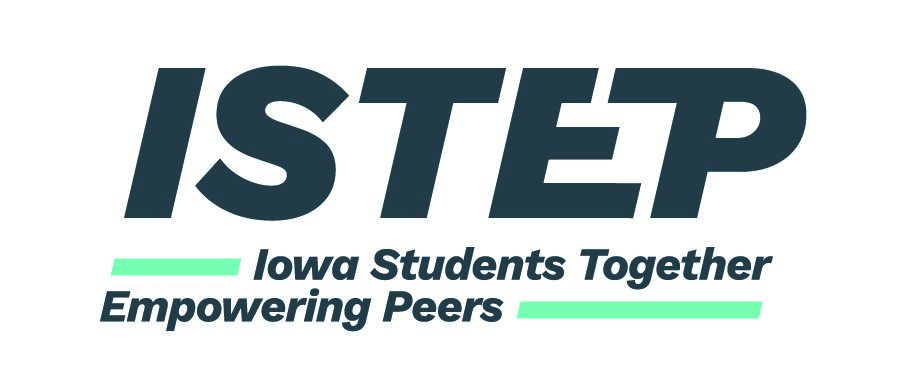 ISTEP
Iowa Students Together
Empowering Peers